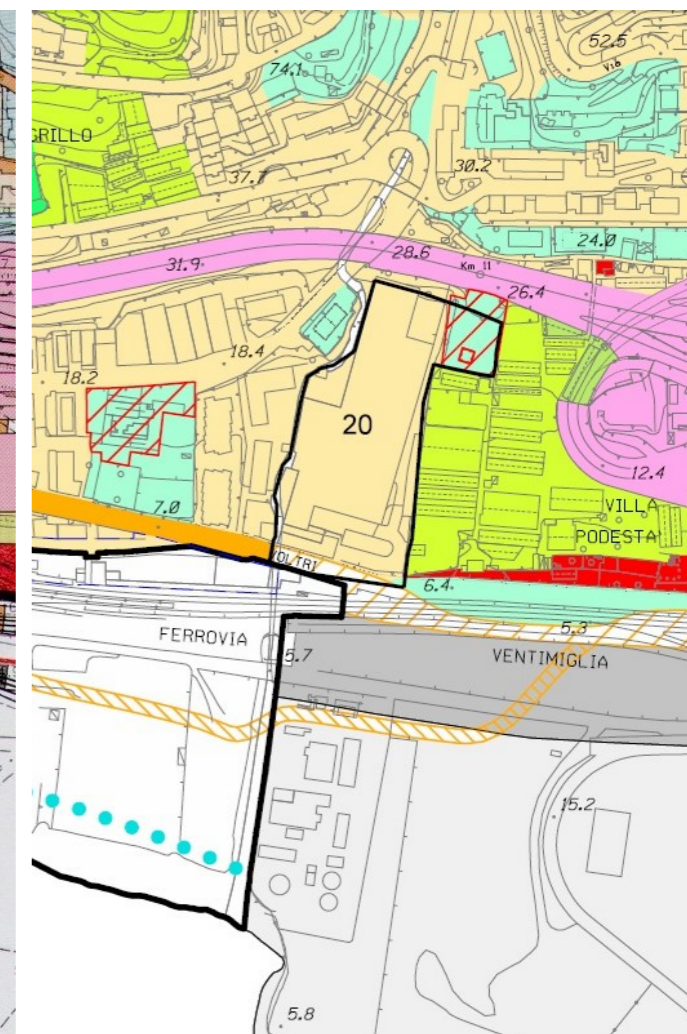 52.5
V18
74.1
GRILLO
37.7
30.2
24.0
28.6
31.9
Km 11
26.4
18.4
18.2
20
12.4
VILLA
PODESTA'
7.0
VOLTRI
6.4
5.3
FERROVIA
5.7
VENTIMIGLIA
15.2
5.8